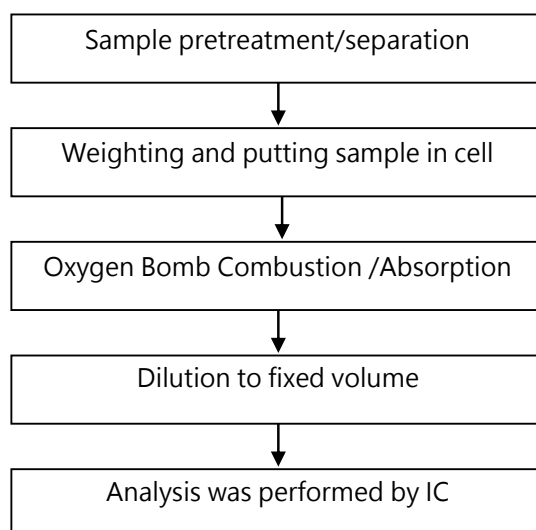 Sample pretreatment/separation
Weighting and putting sample in cell
Oxygen Bomb Combustion /Absorption
Dilution to fixed volume
Analysis was performed by IC